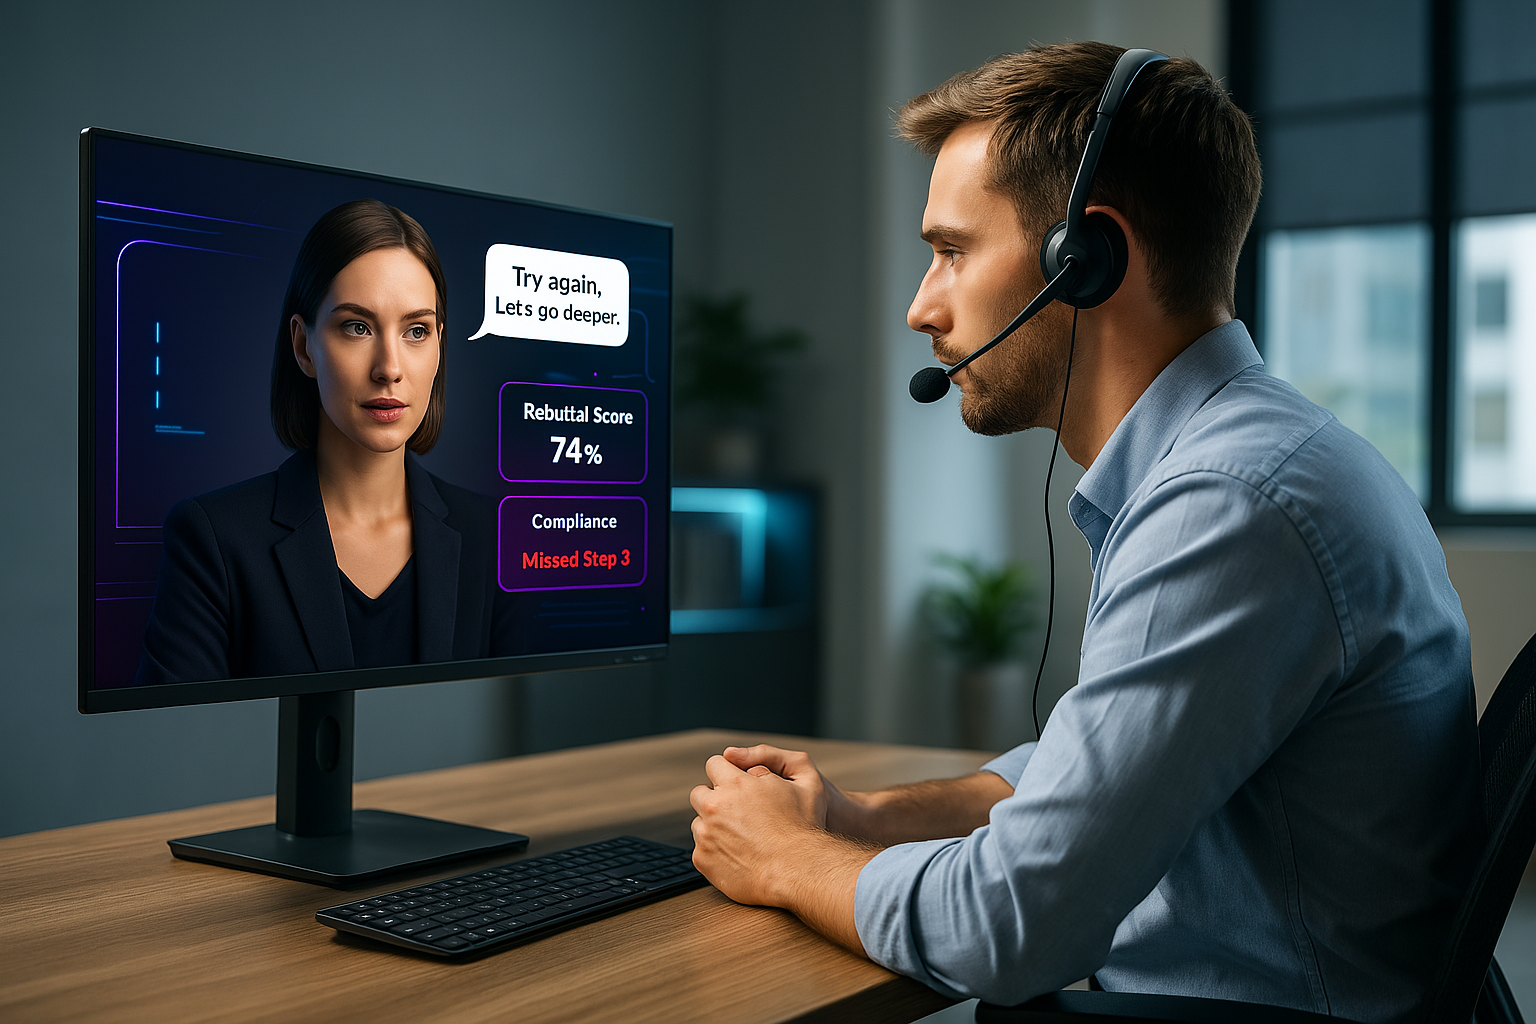 Try again,
Lets go deeper.
Rebuttal Score
74%
Compliance
Missed Step 3